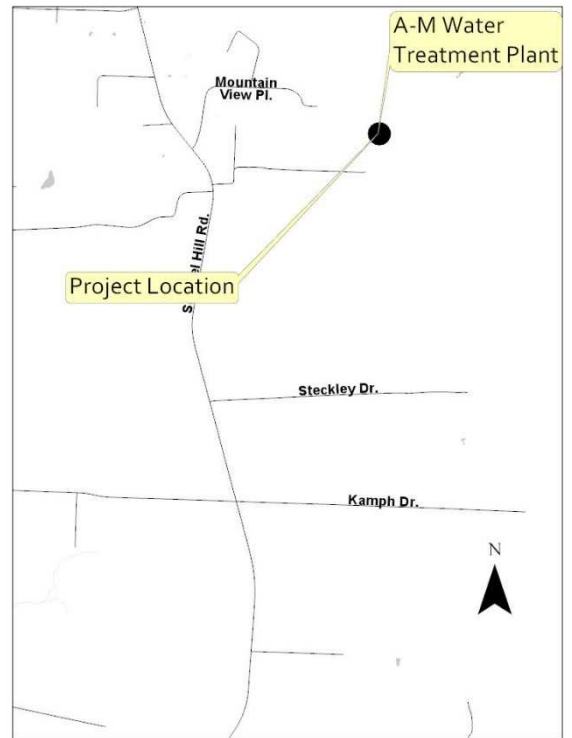 A-M Water
Treatment Plant
Mountain
View Pl.
Hill Rd.
Project Location
Steckley Dr.
Kamph Dr.
N